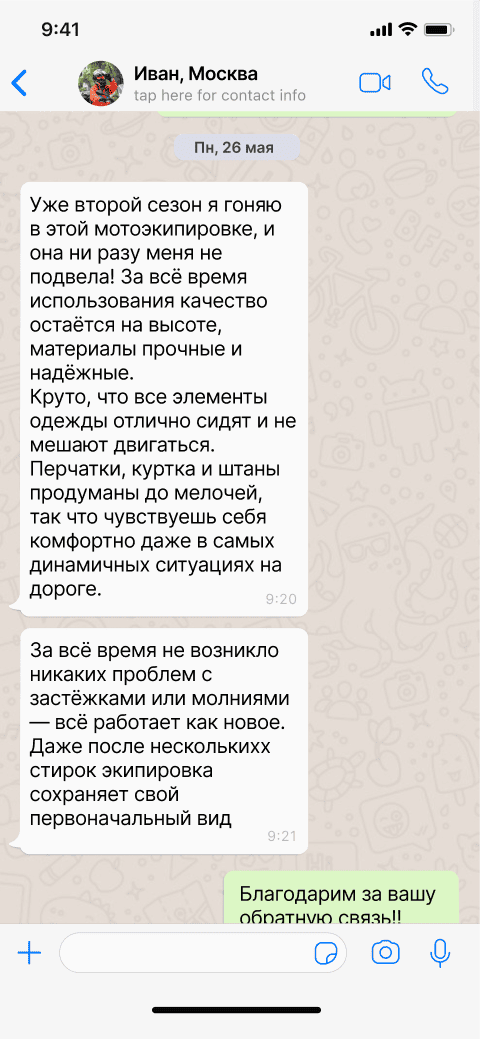 9:41
Иван, Москва
tap here for contact info
Пн, 26 мая
Уже второй сезон я гоняю
в этой мотоэкипировке, и
она ни разу меня не
подвела! За всё время
использования качество
остаётся на высоте,
материалы прочные и
надёжные.
Круто, что все элементы
одежды отлично сидят и не
мешают двигаться.
Перчатки, куртка и штаны
продуманы до мелочей,
так что чувствуешь себя
комфортно даже в самых
динамичных ситуациях на
дороге.
9:20
За всё время не возникло
никаких проблем с
застёжками или молниями
— всё работает как новое.
Даже после несколькихх
стирок экипировка
сохраняет свой
первоначальный вид
9:21
Благодарим за вашу
обратную связь!!